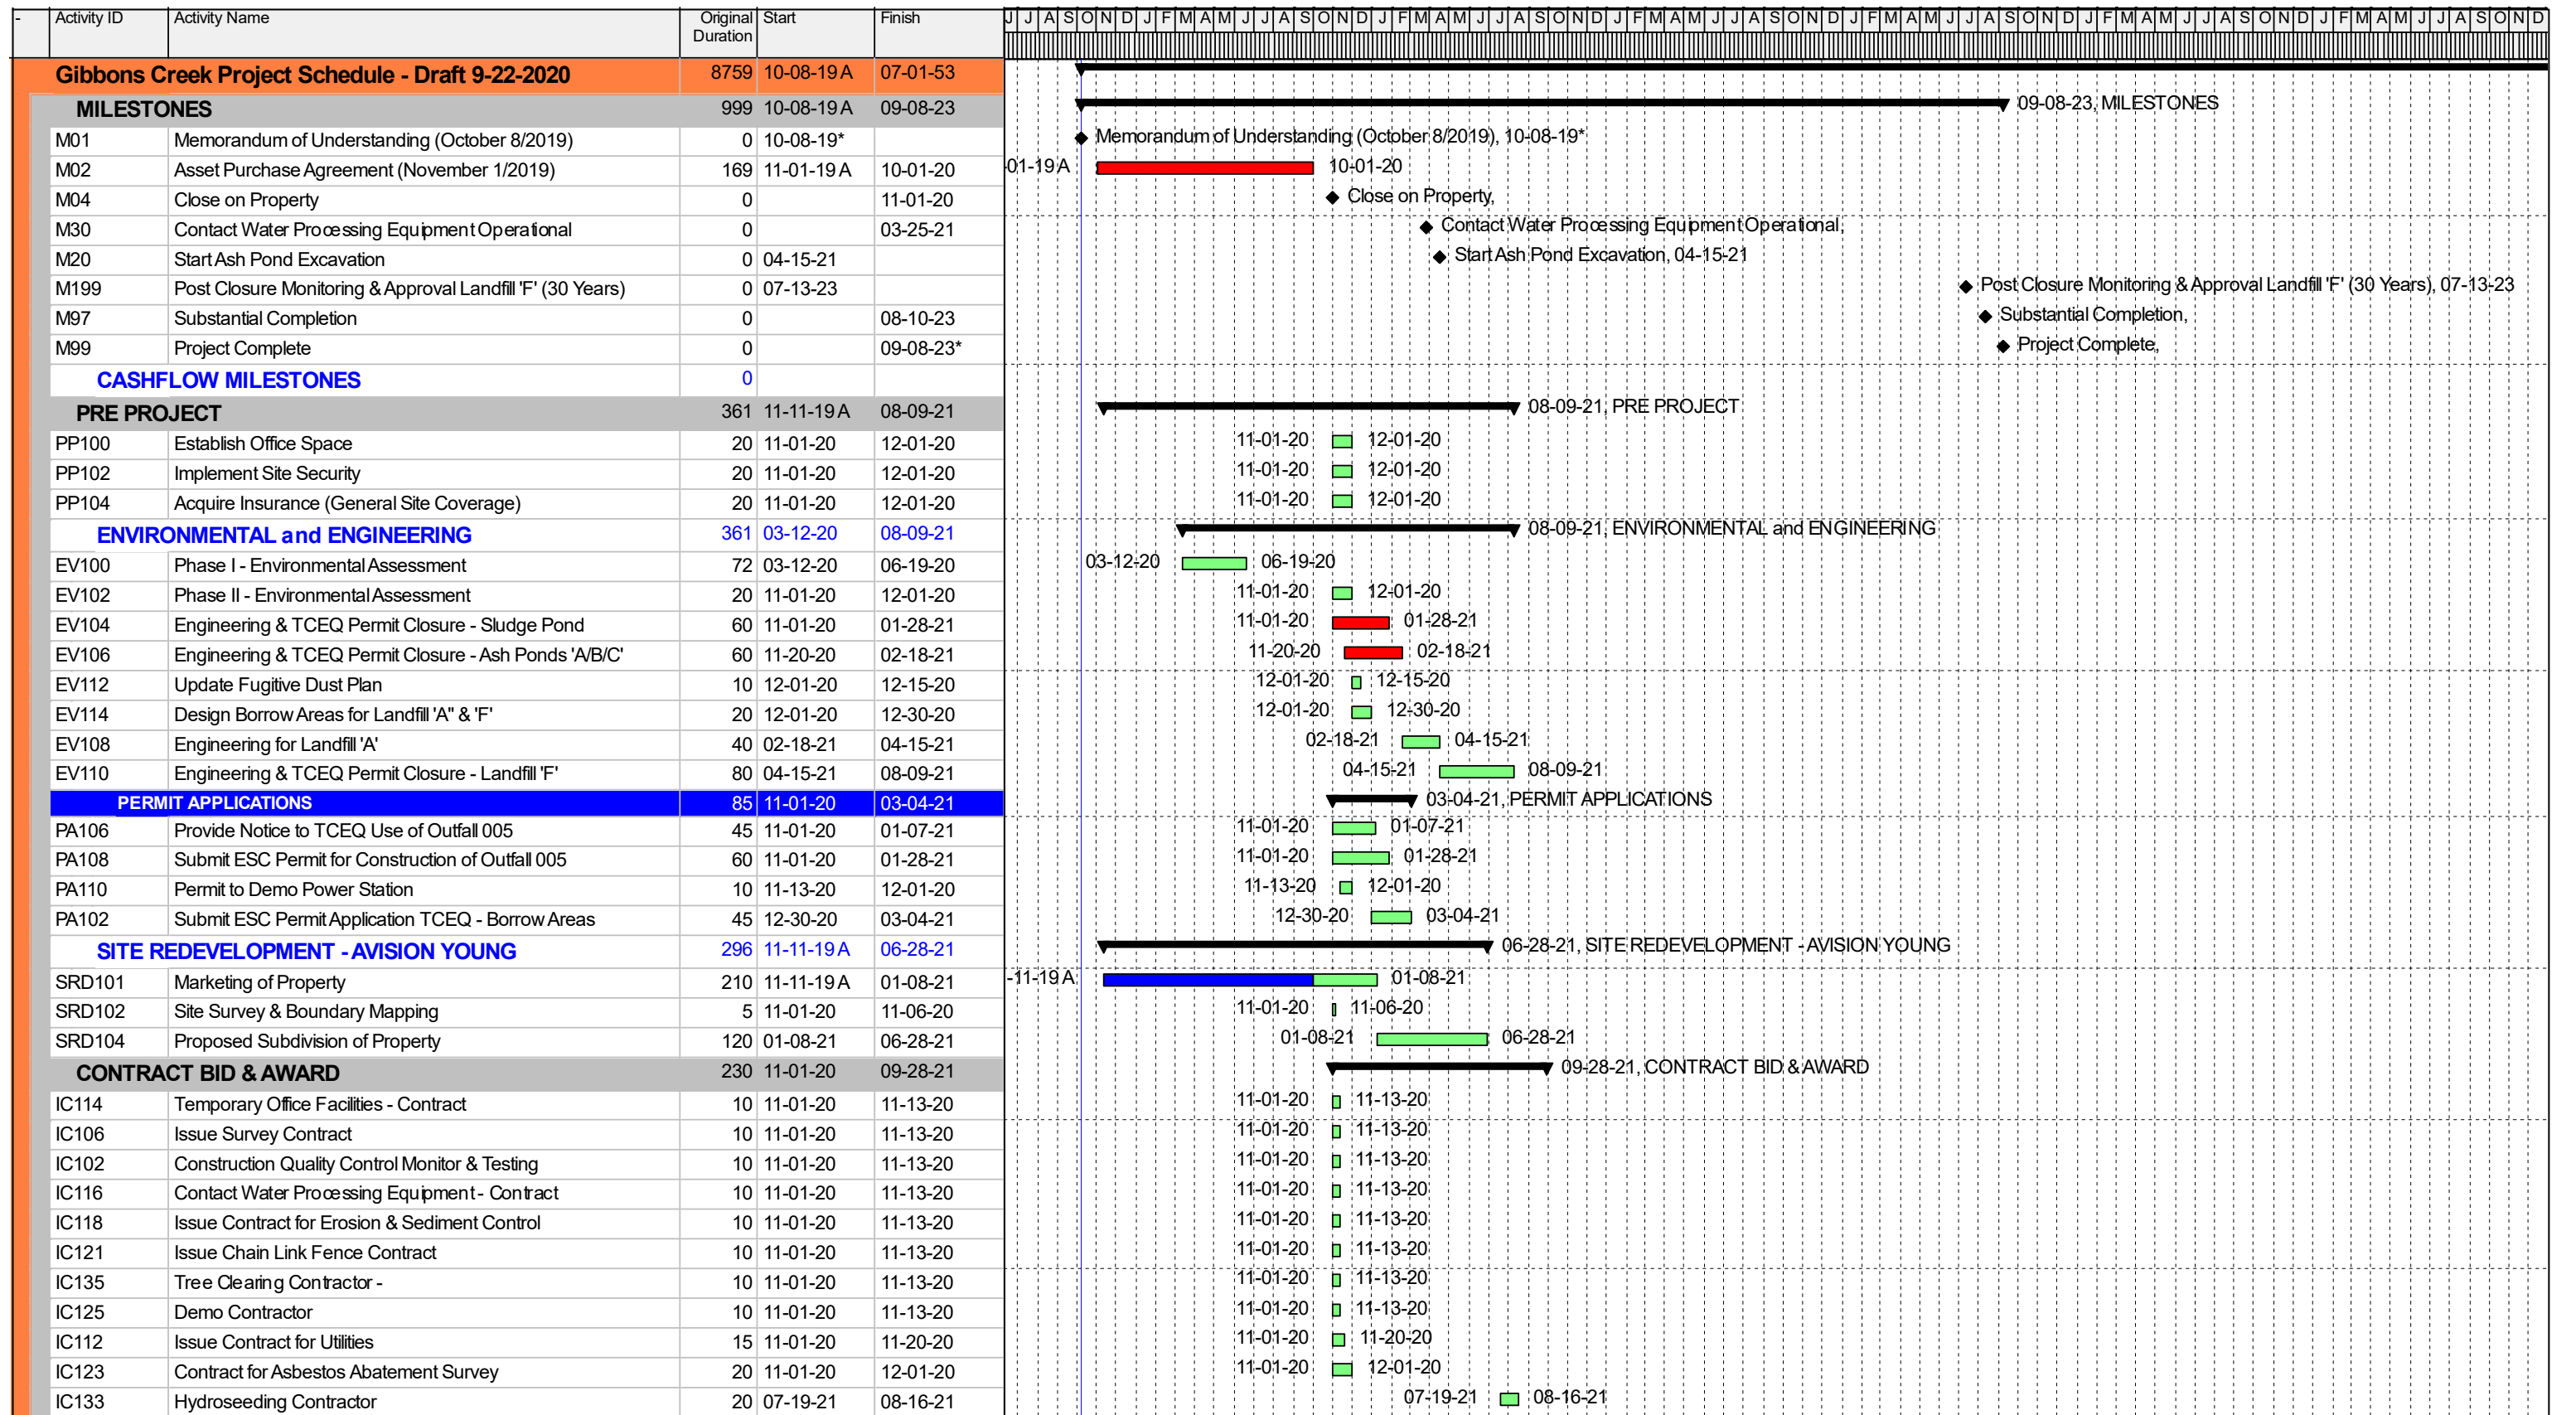 - Activity ID Activity Name Original Duration Start Finish J J A S O N D J F M A M J J A S O N D J F M A M J J A S O N D J F M A M J J A S O N D J F M A M J J A S O N D J F M A M J J A S O N D J F M A M J J A S O N D
Gibbons Creek Project Schedule - Draft 9-22-2020 8759 10-08-19 A 07-01-53
MILESTONES 999 10-08-19 A 09-08-23 09-08-23, MILESTONES
M01 Memorandum of Understanding (October 8/2019) 0 10-08-19* Memorandum of Understanding (October 8/2019), 10-08-19*
M02 Asset Purchase Agreement (November 1/2019) 169 11-01-19 A 10-01-20 -01-19 A 10-01-20
M04 Close on Property 0 11-01-20 Close on Property,
M30 Contact Water Processing Equipment Operational 0 03-25-21 Contact Water Processing Equipment Operational,
M20 Start Ash Pond Excavation 0 04-15-21 Start Ash Pond Excavation, 04-15-21
M199 Post Closure Monitoring & Approval Landfill 'F' (30 Years) 0 07-13-23 Post Closure Monitoring & Approval Landfill 'F' (30 Years), 07-13-23
M97 Substantial Completion 0 08-10-23 Substantial Completion,
M99 Project Complete 0 09-08-23* Project Complete,
CASHFLOW MILESTONES 0
PRE PROJECT 361 11-11-19 A 08-09-21 08-09-21, PRE PROJECT
PP100 Establish Office Space 20 11-01-20 12-01-20 11-01-20 12-01-20
PP102 Implement Site Security 20 11-01-20 12-01-20 11-01-20 12-01-20
PP104 Acquire Insurance (General Site Coverage) 20 11-01-20 12-01-20 11-01-20 12-01-20
ENVIRONMENTAL and ENGINEERING 361 03-12-20 08-09-21 08-09-21, ENVIRONMENTAL and ENGINEERING
EV100 Phase I - Environmental Assessment 72 03-12-20 06-19-20 03-12-20 06-19-20
EV102 Phase II - Environmental Assessment 20 11-01-20 12-01-20 11-01-20 12-01-20
EV104 Engineering & TCEQ Permit Closure - Sludge Pond 60 11-01-20 01-28-21 11-01-20 01-28-21
EV106 Engineering & TCEQ Permit Closure - Ash Ponds 'A/B/C' 60 11-20-20 02-18-21 11-20-20 02-18-21
EV112 Update Fugitive Dust Plan 10 12-01-20 12-15-20 12-01-20 12-15-20
EV114 Design Borrow Areas for Landfill 'A" & 'F' 20 12-01-20 12-30-20 12-01-20 12-30-20
EV108 Engineering for Landfill 'A' 40 02-18-21 04-15-21 02-18-21 04-15-21
EV110 Engineering & TCEQ Permit Closure - Landfill 'F' 80 04-15-21 08-09-21 04-15-21 08-09-21
PERMIT APPLICATIONS 85 11-01-20 03-04-21 03-04-21, PERMIT APPLICATIONS
PA106 Provide Notice to TCEQ Use of Outfall 005 45 11-01-20 01-07-21 11-01-20 01-07-21
PA108 Submit ESC Permit for Construction of Outfall 005 60 11-01-20 01-28-21 11-01-20 01-28-21
PA110 Permit to Demo Power Station 10 11-13-20 12-01-20 11-13-20 12-01-20
PA102 Submit ESC Permit Application TCEQ - Borrow Areas 45 12-30-20 03-04-21 12-30-20 03-04-21
SITE REDEVELOPMENT - AVISION YOUNG 296 11-11-19 A 06-28-21 06-28-21, SITE REDEVELOPMENT - AVISION YOUNG
SRD101 Marketing of Property 210 11-11-19 A 01-08-21 -11-19 A 01-08-21
SRD102 Site Survey & Boundary Mapping 5 11-01-20 11-06-20 11-01-20 11-06-20
SRD104 Proposed Subdivision of Property 120 01-08-21 06-28-21 01-08-21 06-28-21
CONTRACT BID & AWARD 230 11-01-20 09-28-21 09-28-21, CONTRACT BID & AWARD
IC114 Temporary Office Facilities - Contract 10 11-01-20 11-13-20 11-01-20 11-13-20
IC106 Issue Survey Contract 10 11-01-20 11-13-20 11-01-20 11-13-20
IC102 Construction Quality Control Monitor & Testing 10 11-01-20 11-13-20 11-01-20 11-13-20
IC116 Contact Water Processing Equipment - Contract 10 11-01-20 11-13-20 11-01-20 11-13-20
IC118 Issue Contract for Erosion & Sediment Control 10 11-01-20 11-13-20 11-01-20 11-13-20
IC121 Issue Chain Link Fence Contract 10 11-01-20 11-13-20 11-01-20 11-13-20
IC135 Tree Clearing Contractor - 10 11-01-20 11-13-20 11-01-20 11-13-20
IC125 Demo Contractor 10 11-01-20 11-13-20 11-01-20 11-13-20
IC112 Issue Contract for Utilities 15 11-01-20 11-20-20 11-01-20 11-20-20
IC123 Contract for Asbestos Abatement Survey 20 11-01-20 12-01-20 11-01-20 12-01-20
IC133 Hydroseeding Contractor 20 07-19-21 08-16-21 07-19-21 08-16-21